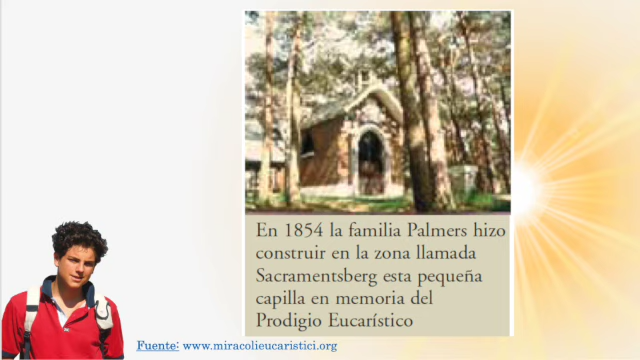 En 1854 la familia Palmers hizo
construir en la zona llamada
Sacramentsberg esta pequeña
capilla en memoria del
Prodigio Eucarístico
Fuente: www.miracolieucaristici.org